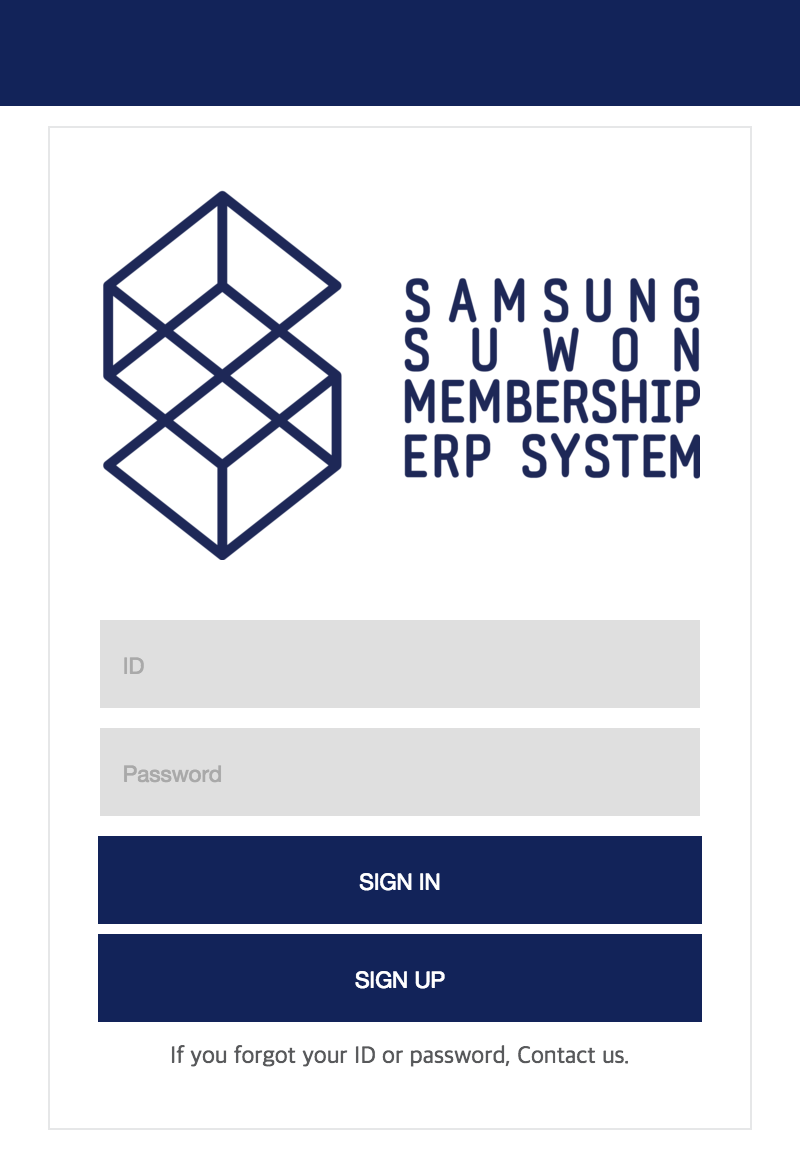 SAMSUNG
SUWON
MEMBERSHIP
ERP SYSTEM
ID
Password
SIGN IN
SIGN UP
If you forgot your ID or password, Contact us.